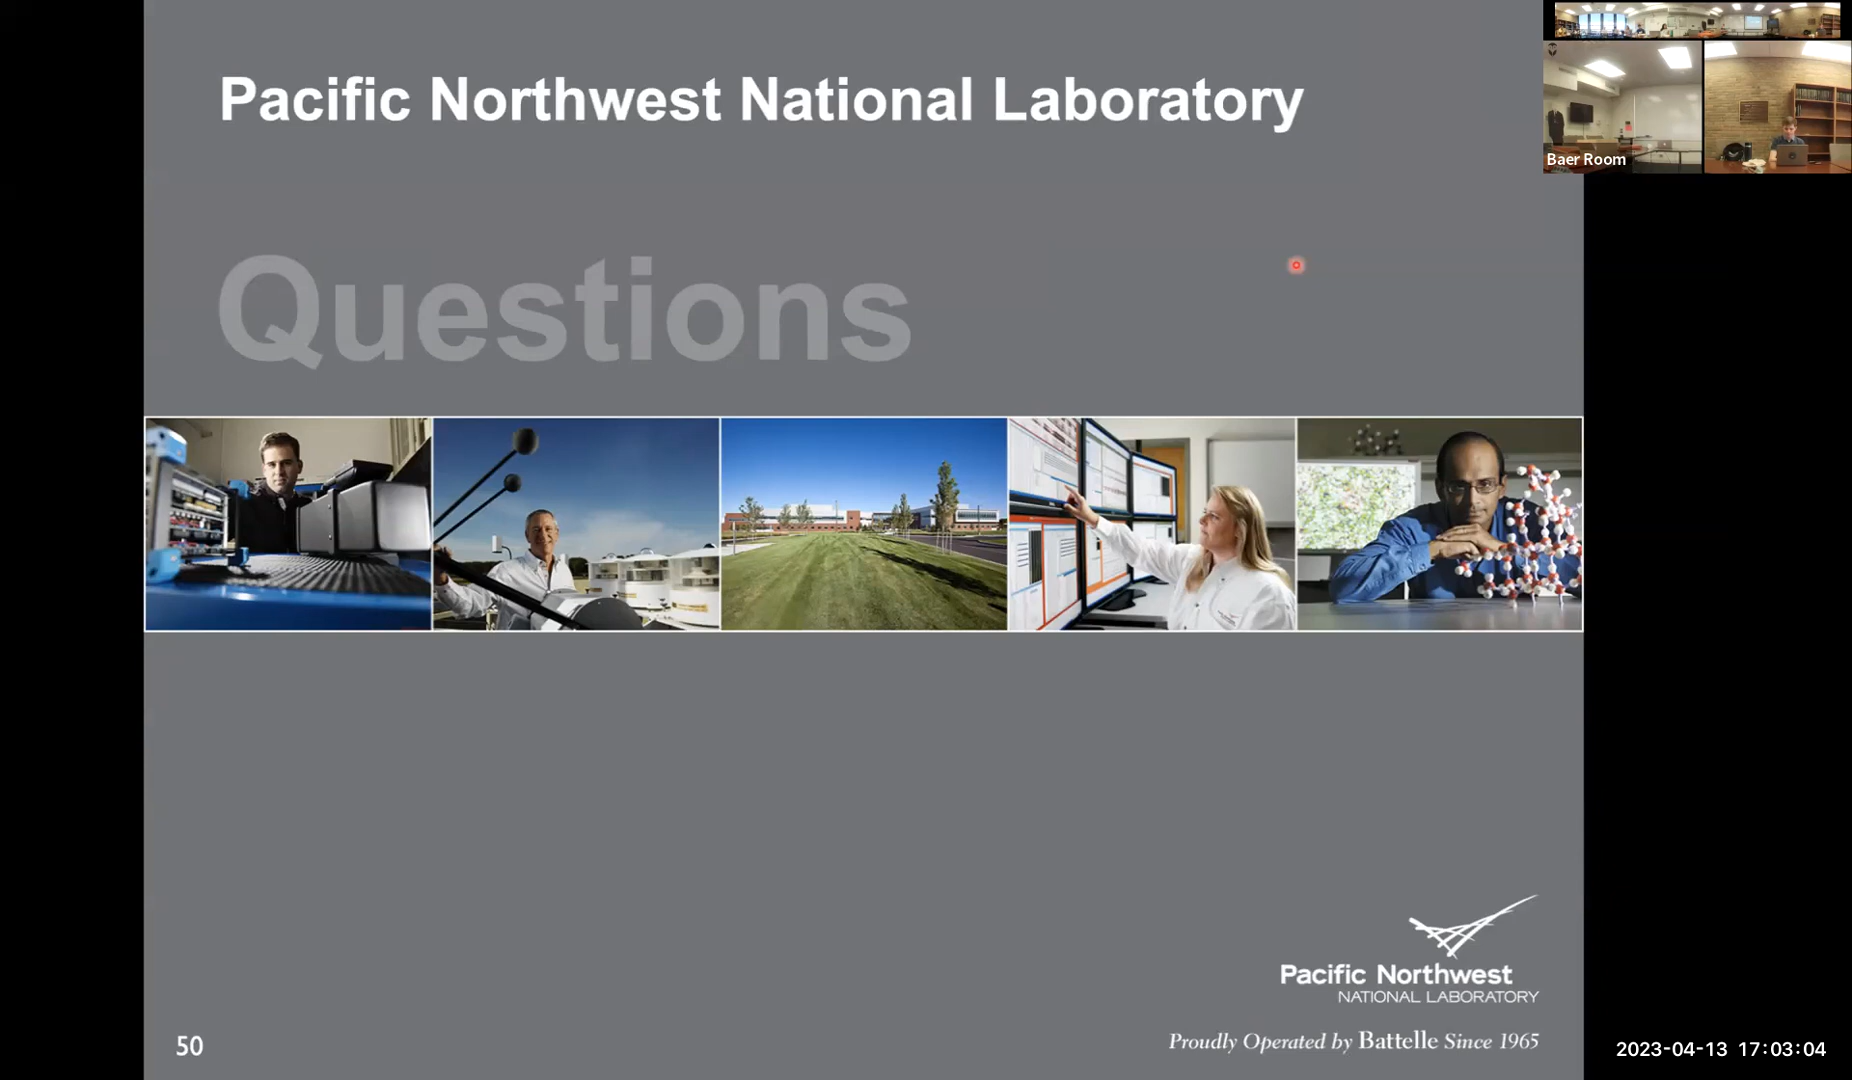 Pacific Northwest National Laboratory
Baer Room
Questions
Pacific Northwest
NATIONAL LABORATORY
Proudly Operated by Battelle Since 1965
50
2023-04-13 17:03:04